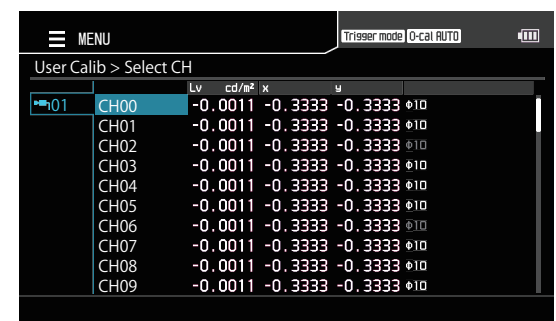 MENU Trigger mode 0-cal AUTO
User Calib > Select CH
Lv cd/m² x y
01 CH00 -0.0011 -0.3333 -0.3333 Φ10
CH01 -0.0011 -0.3333 -0.3333 Φ10
CH02 -0.0011 -0.3333 -0.3333 Φ10
CH03 -0.0011 -0.3333 -0.3333 Φ10
CH04 -0.0011 -0.3333 -0.3333 Φ10
CH05 -0.0011 -0.3333 -0.3333 Φ10
CH06 -0.0011 -0.3333 -0.3333 Φ10
CH07 -0.0011 -0.3333 -0.3333 Φ10
CH08 -0.0011 -0.3333 -0.3333 Φ10
CH09 -0.0011 -0.3333 -0.3333 Φ10